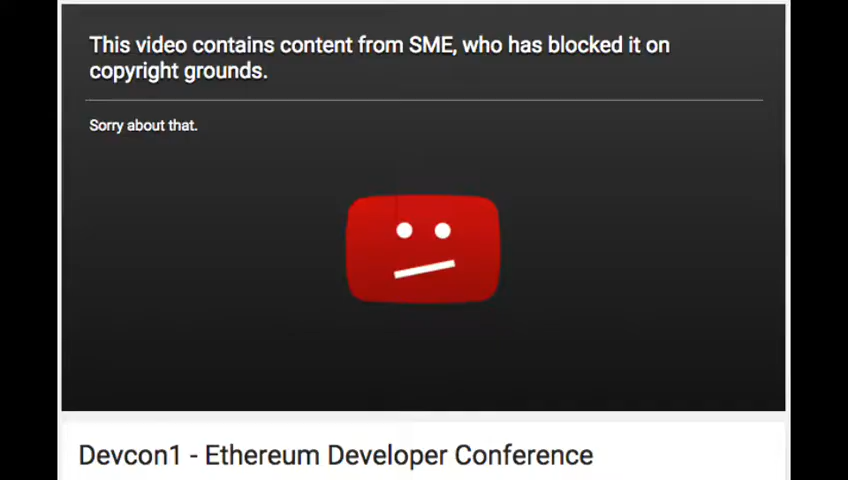 This video contains content from SME, who has blocked it on
copyright grounds.
Sorry about that.
Devcon1 - Ethereum Developer Conference